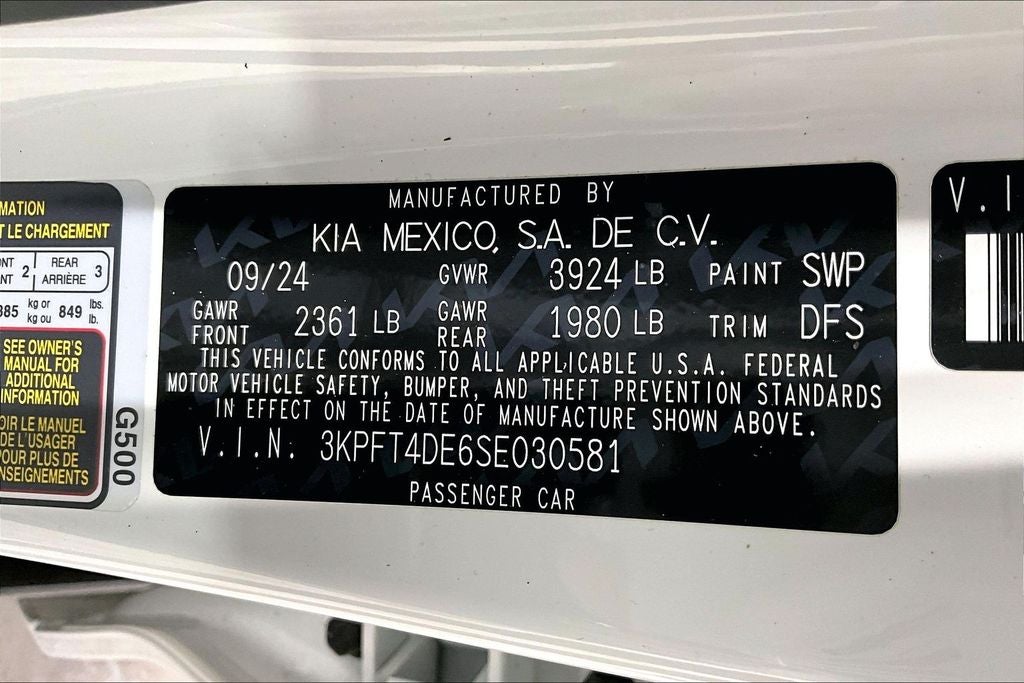 MATION
T LE CHARGEMENT
2
REAR
ARRIÈRE 3
385 kg or
kg ou 849 lbs.
lb.
SEE OWNER'S
MANUAL FOR
ADDITIONAL
INFORMATION
LE MANUEL
DE L'USAGER
POUR PLUS DE
G500
MANUFACTURED BY
KIA MEXICO, S.A. DE C.V.
09/24 GVWR 3924 LB PAINT SWP
GAWR
FRONT 2361 LB GAWR
REAR 1980 LB TRIM DFS
THIS VEHICLE CONFORMS TO ALL APPLICABLE U.S.A. FEDERAL
MOTOR VEHICLE SAFETY, BUMPER, AND THEFT PREVENTION STANDARDS
IN EFFECT ON THE DATE OF MANUFACTURE SHOWN ABOVE.
V.I.N. 3KPFT4DE6SE030581
PASSENGER CAR
V.I